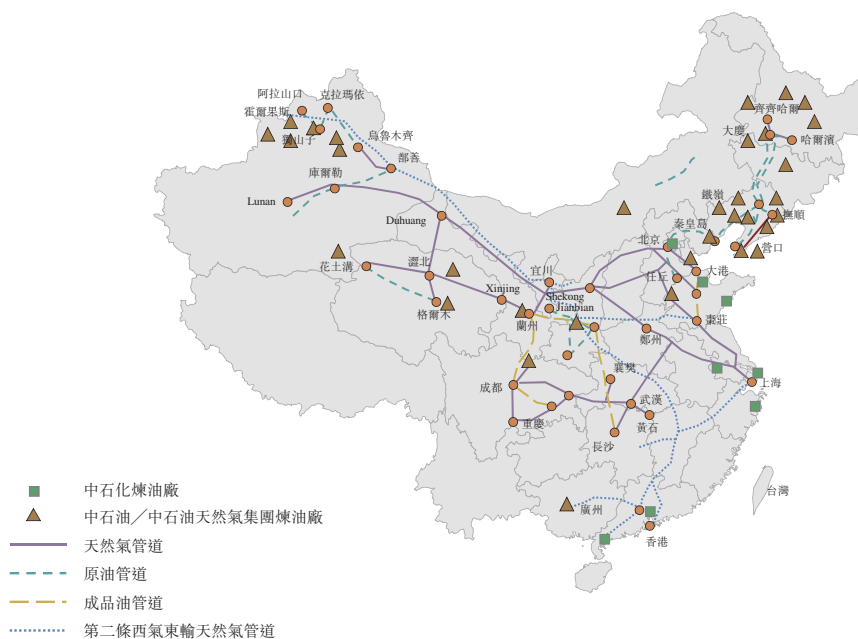 阿拉山口
克拉瑪依
霍爾果斯
獨山子
烏魯木齊
鄯善
庫爾勒
Lunan
Duhuang
花土溝
澀北
格爾木
Xinjing
蘭州
宜川
Shekong
Jianbian
齊齊哈爾
大慶
哈爾濱
鐵嶺
撫順
秦皇島
营口
北京
大港
任丘
棗莊
鄭州
襄樊
上海
成都
重慶
武漢
黃石
長沙
廣州
香港
台灣
中石化煉油廠
中石油／中石油天然氣集團煉油廠
天然氣管道
原油管道
成品油管道
第二條西氣東輸天然氣管道